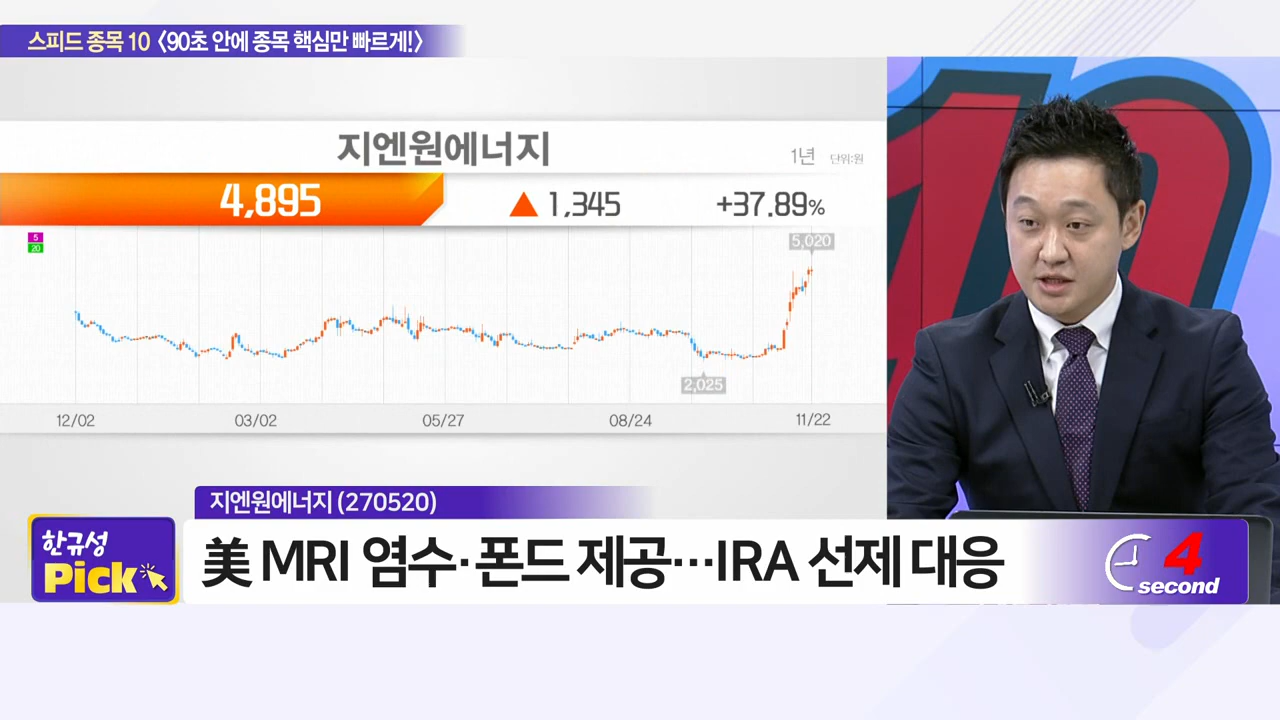 스피드 종목 10 <90초 안에 종목 핵심만 빠르게!>
지엔원에너지
1년 단위:원
4,895 ▲ 1,345 +37.89%
5
20
5,020
2,025
12/02 03/02 05/27 08/24 11/22
지엔원에너지 (270520)
한규성
Pick
美 MRI 염수·폰드 제공…IRA 선제 대응
4
second
10